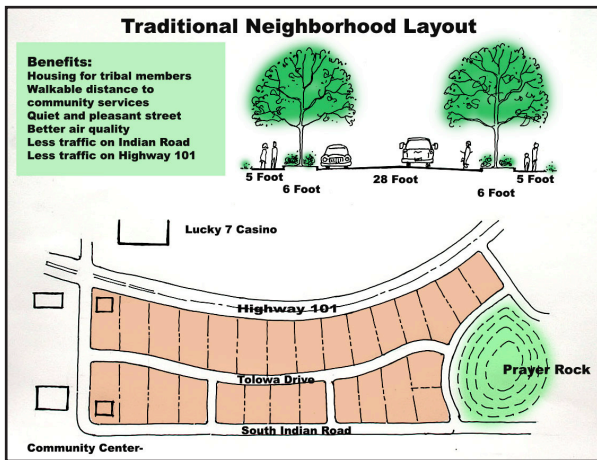 Traditional Neighborhood Layout
Benefits:
Housing for tribal members
Walkable distance to
community services
Quiet and pleasant street
Better air quality
Less traffic on Indian Road
Less traffic on Highway 101
5 Foot
6 Foot
28 Foot
6 Foot
5 Foot
Lucky 7 Casino
Highway 101
Prayer Rock
Tolowa Drive
South Indian Road
Community Center-